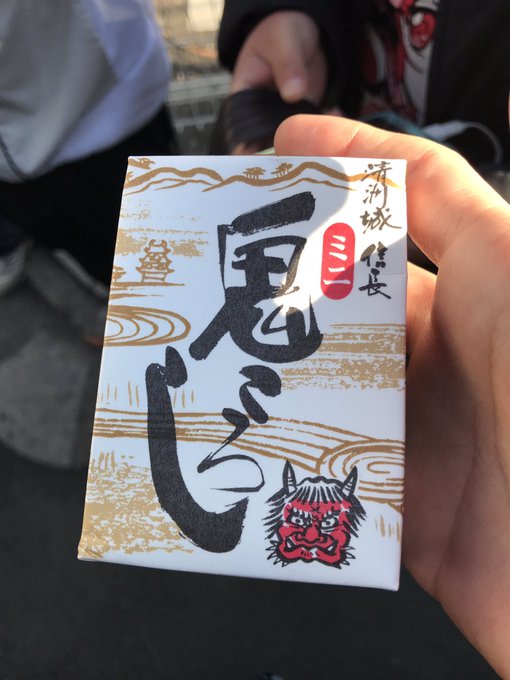 清洲城 信長
ミニ
鬼ころし